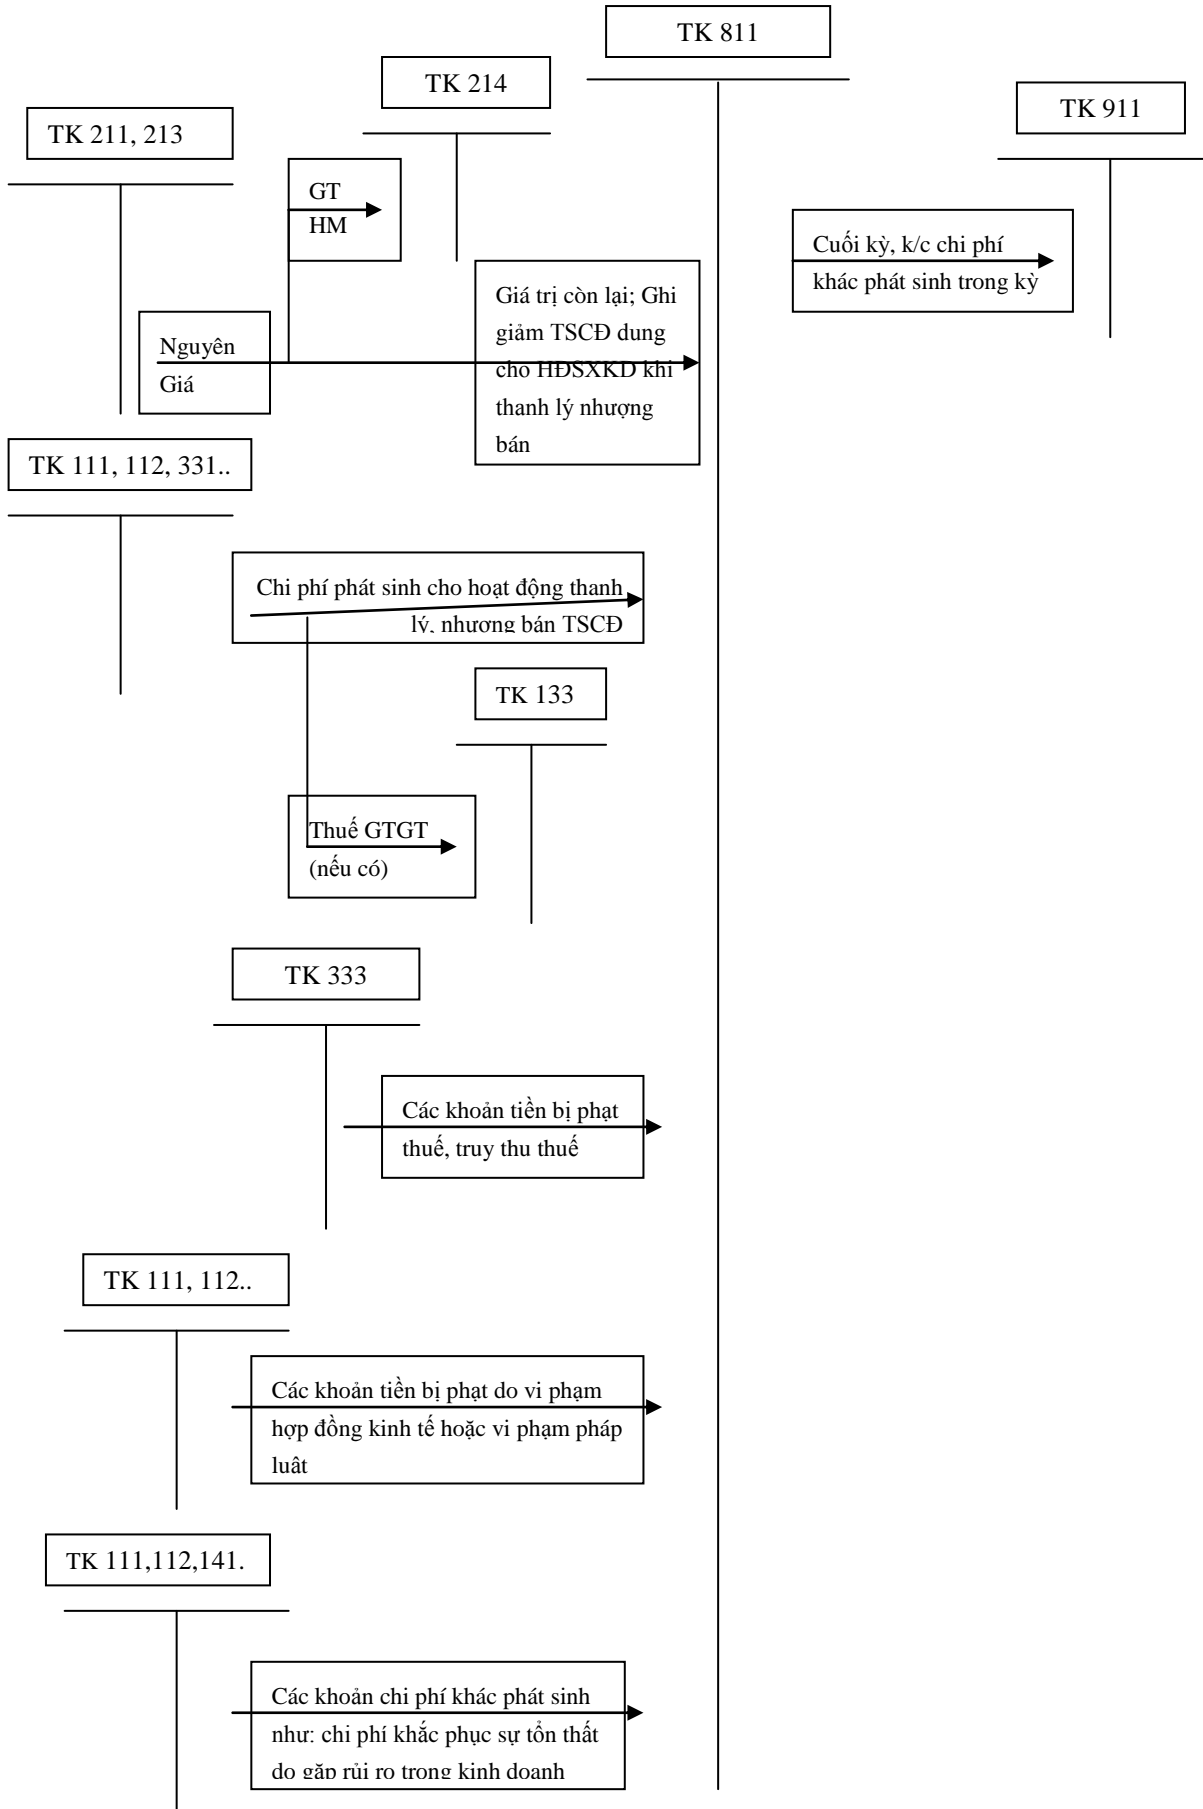 TK 811
TK 214
TK 911
TK 211, 213
GT
HM
Cuối kỳ, k/c chi phí
khác phát sinh trong kỳ
Giá trị còn lại; Ghi
giảm TSCĐ dung
cho HĐSXKD khi
thanh lý nhượng
bán
Nguyên
Giá
TK 111, 112, 331..
Chi phí phát sinh cho hoạt động thanh
lý, nhượng bán TSCĐ
TK 133
Thuế GTGT
(nếu có)
TK 333
Các khoản tiền bị phạt
thuế, truy thu thuế
TK 111, 112..
Các khoản tiền bị phạt do vi phạm
hợp đồng kinh tế hoặc vi phạm pháp
luât
TK 111,112,141.
Các khoản chi phí khác phát sinh
như: chi phí khắc phục sự tổn thất
do gặp rủi ro trong kinh doanh